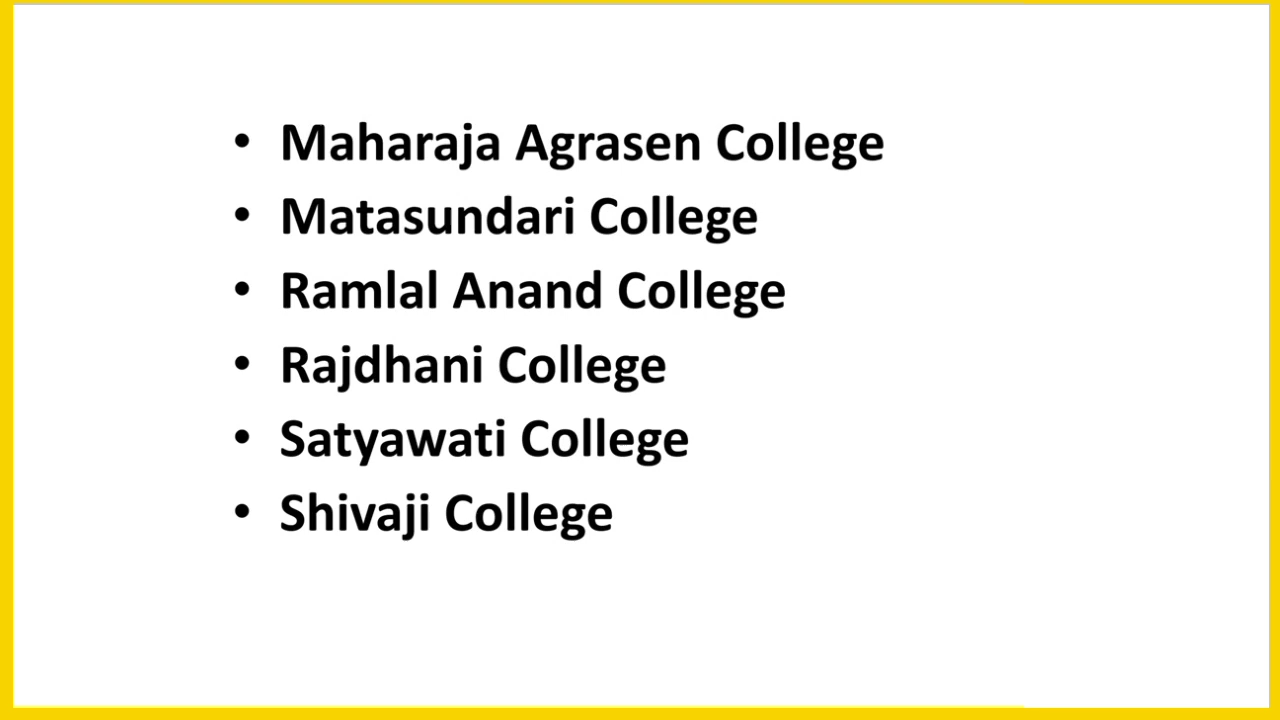 • Maharaja Agrasen College
• Matasundari College
• Ramlal Anand College
• Rajdhani College
• Satyawati College
• Shivaji College